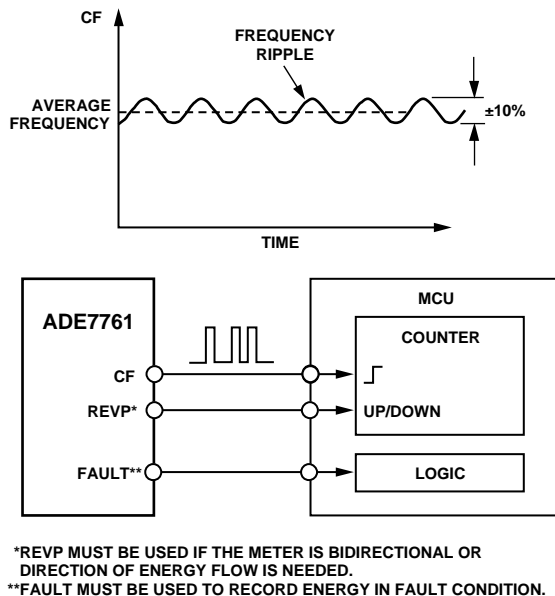 CF
FREQUENCY
RIPPLE
AVERAGE
FREQUENCY
±10%
TIME
ADE7761
MCU
COUNTER
CF
REVP*
UP/DOWN
FAULT**
LOGIC
*REVP MUST BE USED IF THE METER IS BIDIRECTIONAL OR
DIRECTION OF ENERGY FLOW IS NEEDED.
**FAULT MUST BE USED TO RECORD ENERGY IN FAULT CONDITION.